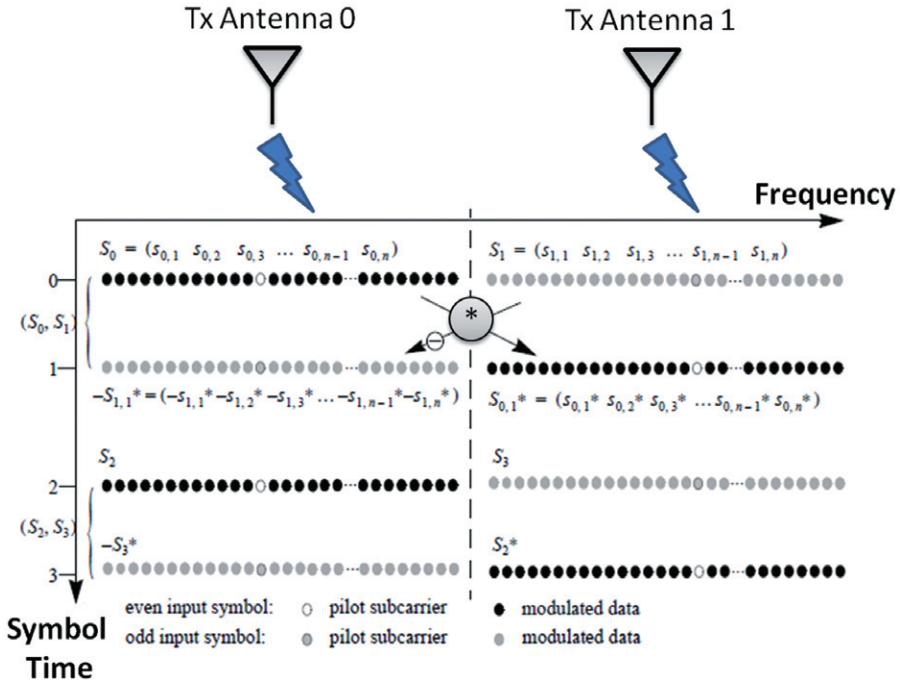 Tx Antenna 0 Tx Antenna 1
Frequency
S₀ = (s₀,₁ s₀,₂ s₀,₃ ... s₀,ₙ₋₁ s₀,ₙ) S₁ = (s₁,₁ s₁,₂ s₁,₃ ... s₁,ₙ₋₁ s₁,ₙ)
0
(S₀, S₁)
*
−
1
−S₁,₁* = (−s₁,₁* −s₁,₂* −s₁,₃* ... −s₁,ₙ₋₁* −s₁,ₙ*) S₀,₁* = (s₀,₁* s₀,₂* s₀,₃* ... s₀,ₙ₋₁* s₀,ₙ*)
S₂ S₃
2
(S₂, S₃)
−S₃* S₂*
3
even input symbol: pilot subcarrier modulated data
odd input symbol: pilot subcarrier modulated data
Symbol
Time